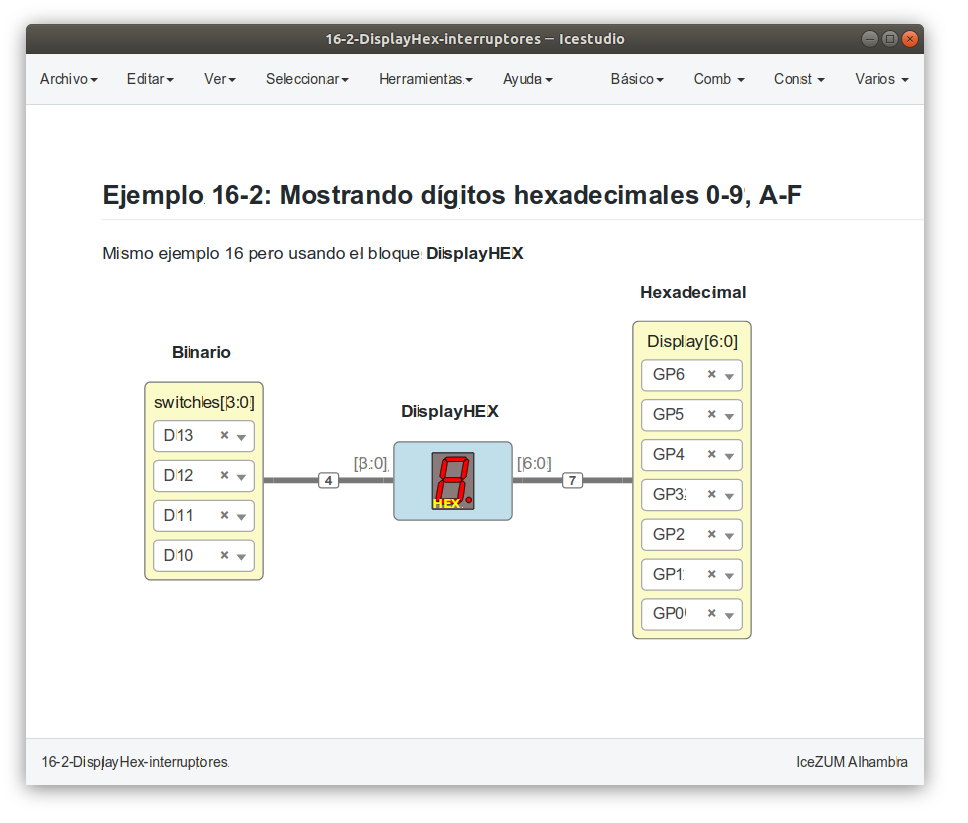 16-2-DisplayHex-interruptores — Icestudio
Archivo Editar Ver Seleccionar Herramientas Ayuda Básico Comb Const Varios
Ejemplo 16-2: Mostrando dígitos hexadecimales 0-9, A-F
Mismo ejemplo 16 pero usando el bloque DisplayHEX
Hexadecimal
Display[6:0]
GP6
GP5
GP4
GP3
GP2
GP1
GP0
Binario
switches[3:0]
D13
D12
D11
D10
DisplayHEX
[3:0]
[6:0]
4
7
HEX
16-2-DisplayHex-interruptores
IceZUM Alhambra